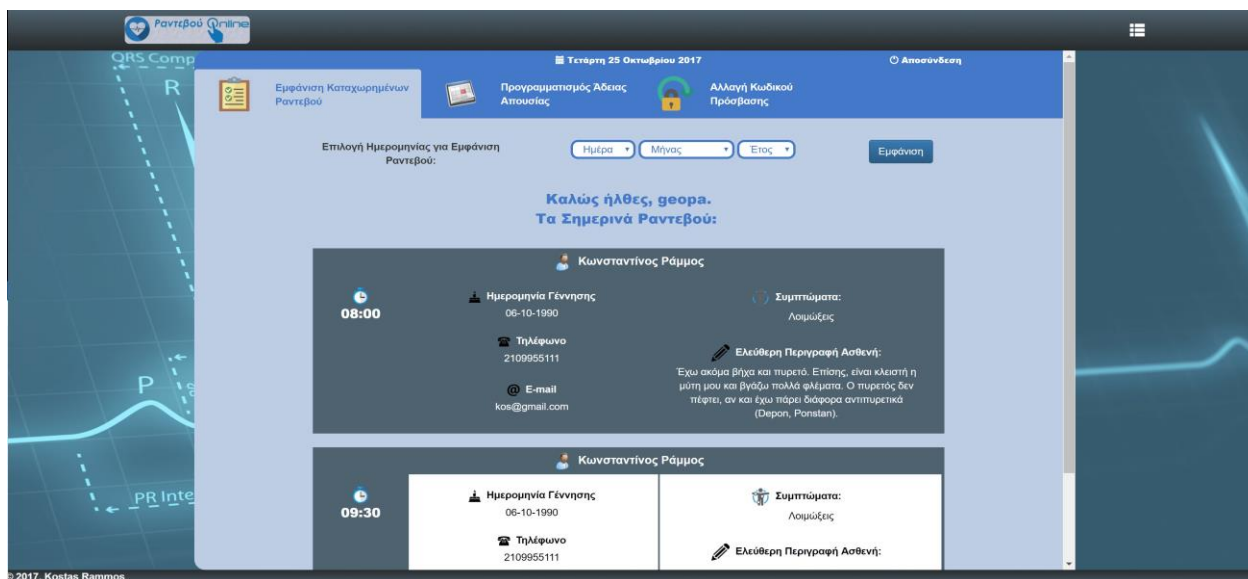 Ραντεβού Online
QRS Comp
R
P
PR Inte
Τετάρτη 25 Οκτωβρίου 2017
Αποσύνδεση
Εμφάνιση Καταχωρημένων
Ραντεβού
Προγραμματισμός Άδειας
Απουσίας
Αλλαγή Κωδικού
Πρόσβασης
Επιλογή Ημερομηνίας για Εμφάνιση
Ραντεβού:
Ημέρα
Μήνας
Έτος
Εμφάνιση
Καλώς ήλθες, geopa.
Τα Σημερινά Ραντεβού:
Κωνσταντίνος Ράμμος
08:00
Ημερομηνία Γέννησης
06-10-1990
Τηλέφωνο
2109955111
@ E-mail
kos@gmail.com
Συμπτώματα:
Λοιμώξεις
Ελεύθερη Περιγραφή Ασθενή:
Έχω ακόμα βήχα και πυρετό. Επίσης, είναι κλειστή η
μύτη μου και βγάζω πολλά φλέματα. Ο πυρετός δεν
πέφτει, αν και έχω πάρει διάφορα αντιπυρετικά
(Depon, Ponstan).
Κωνσταντίνος Ράμμος
09:30
Ημερομηνία Γέννησης
06-10-1990
Τηλέφωνο
2109955111
Συμπτώματα:
Λοιμώξεις
Ελεύθερη Περιγραφή Ασθενή:
© 2017, Kostas Rammos